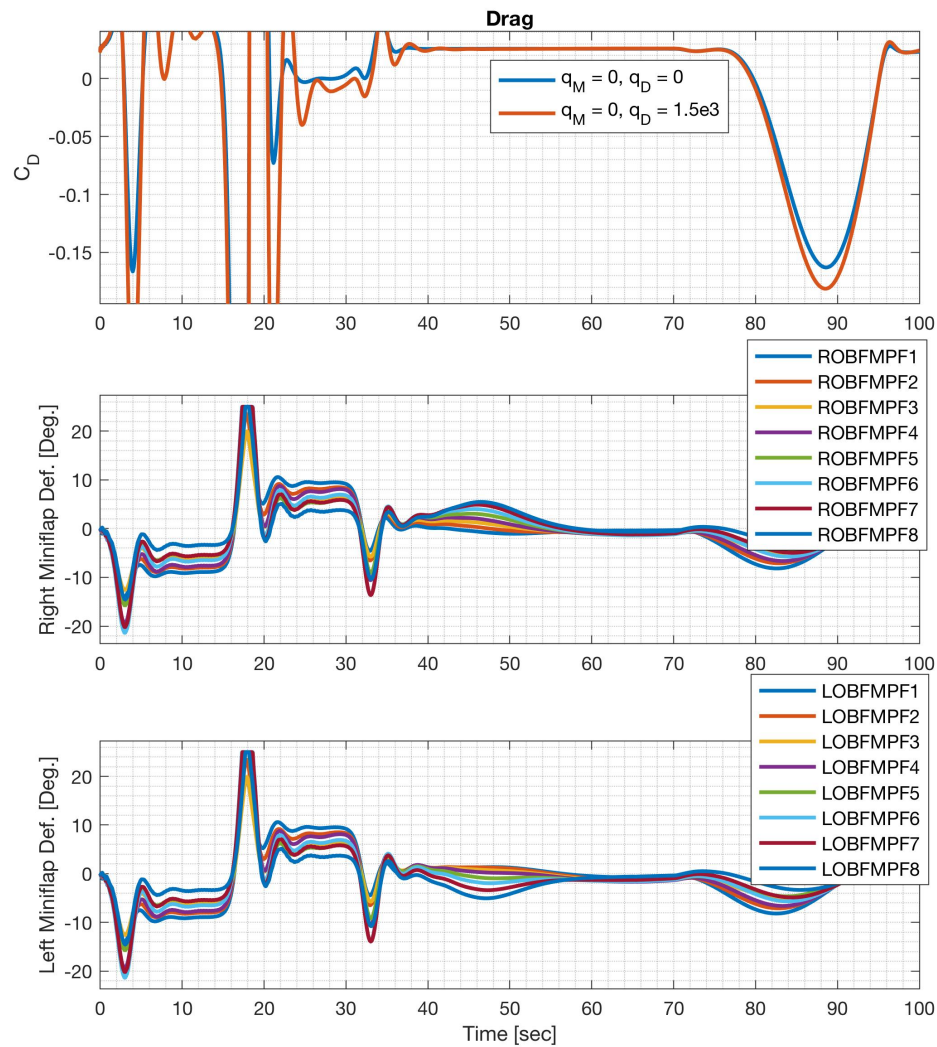 Drag
C_D
0
-0.05
-0.1
-0.15
q_M = 0, q_D = 0
q_M = 0, q_D = 1.5e3
0 10 20 30 40 50 60 70 80 90 100
Right Miniflap Def. [Deg.]
20
10
0
-10
-20
ROBFMPF1
ROBFMPF2
ROBFMPF3
ROBFMPF4
ROBFMPF5
ROBFMPF6
ROBFMPF7
ROBFMPF8
0 10 20 30 40 50 60 70 80 90 100
Left Miniflap Def. [Deg.]
20
10
0
-10
-20
LOBFMPF1
LOBFMPF2
LOBFMPF3
LOBFMPF4
LOBFMPF5
LOBFMPF6
LOBFMPF7
LOBFMPF8
0 10 20 30 40 50 60 70 80 90 100
Time [sec]